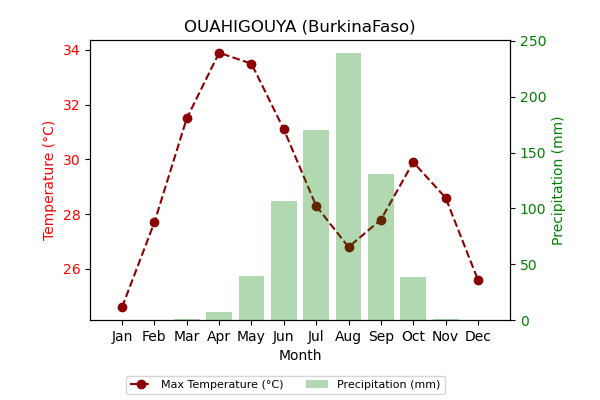 OUAHIGOUYA (BurkinaFaso)
34
32
30
28
26
Temperature (°C)
250
200
150
100
50
0
Precipitation (mm)
Jan Feb Mar Apr May Jun Jul Aug Sep Oct Nov Dec
Month
Max Temperature (°C) Precipitation (mm)